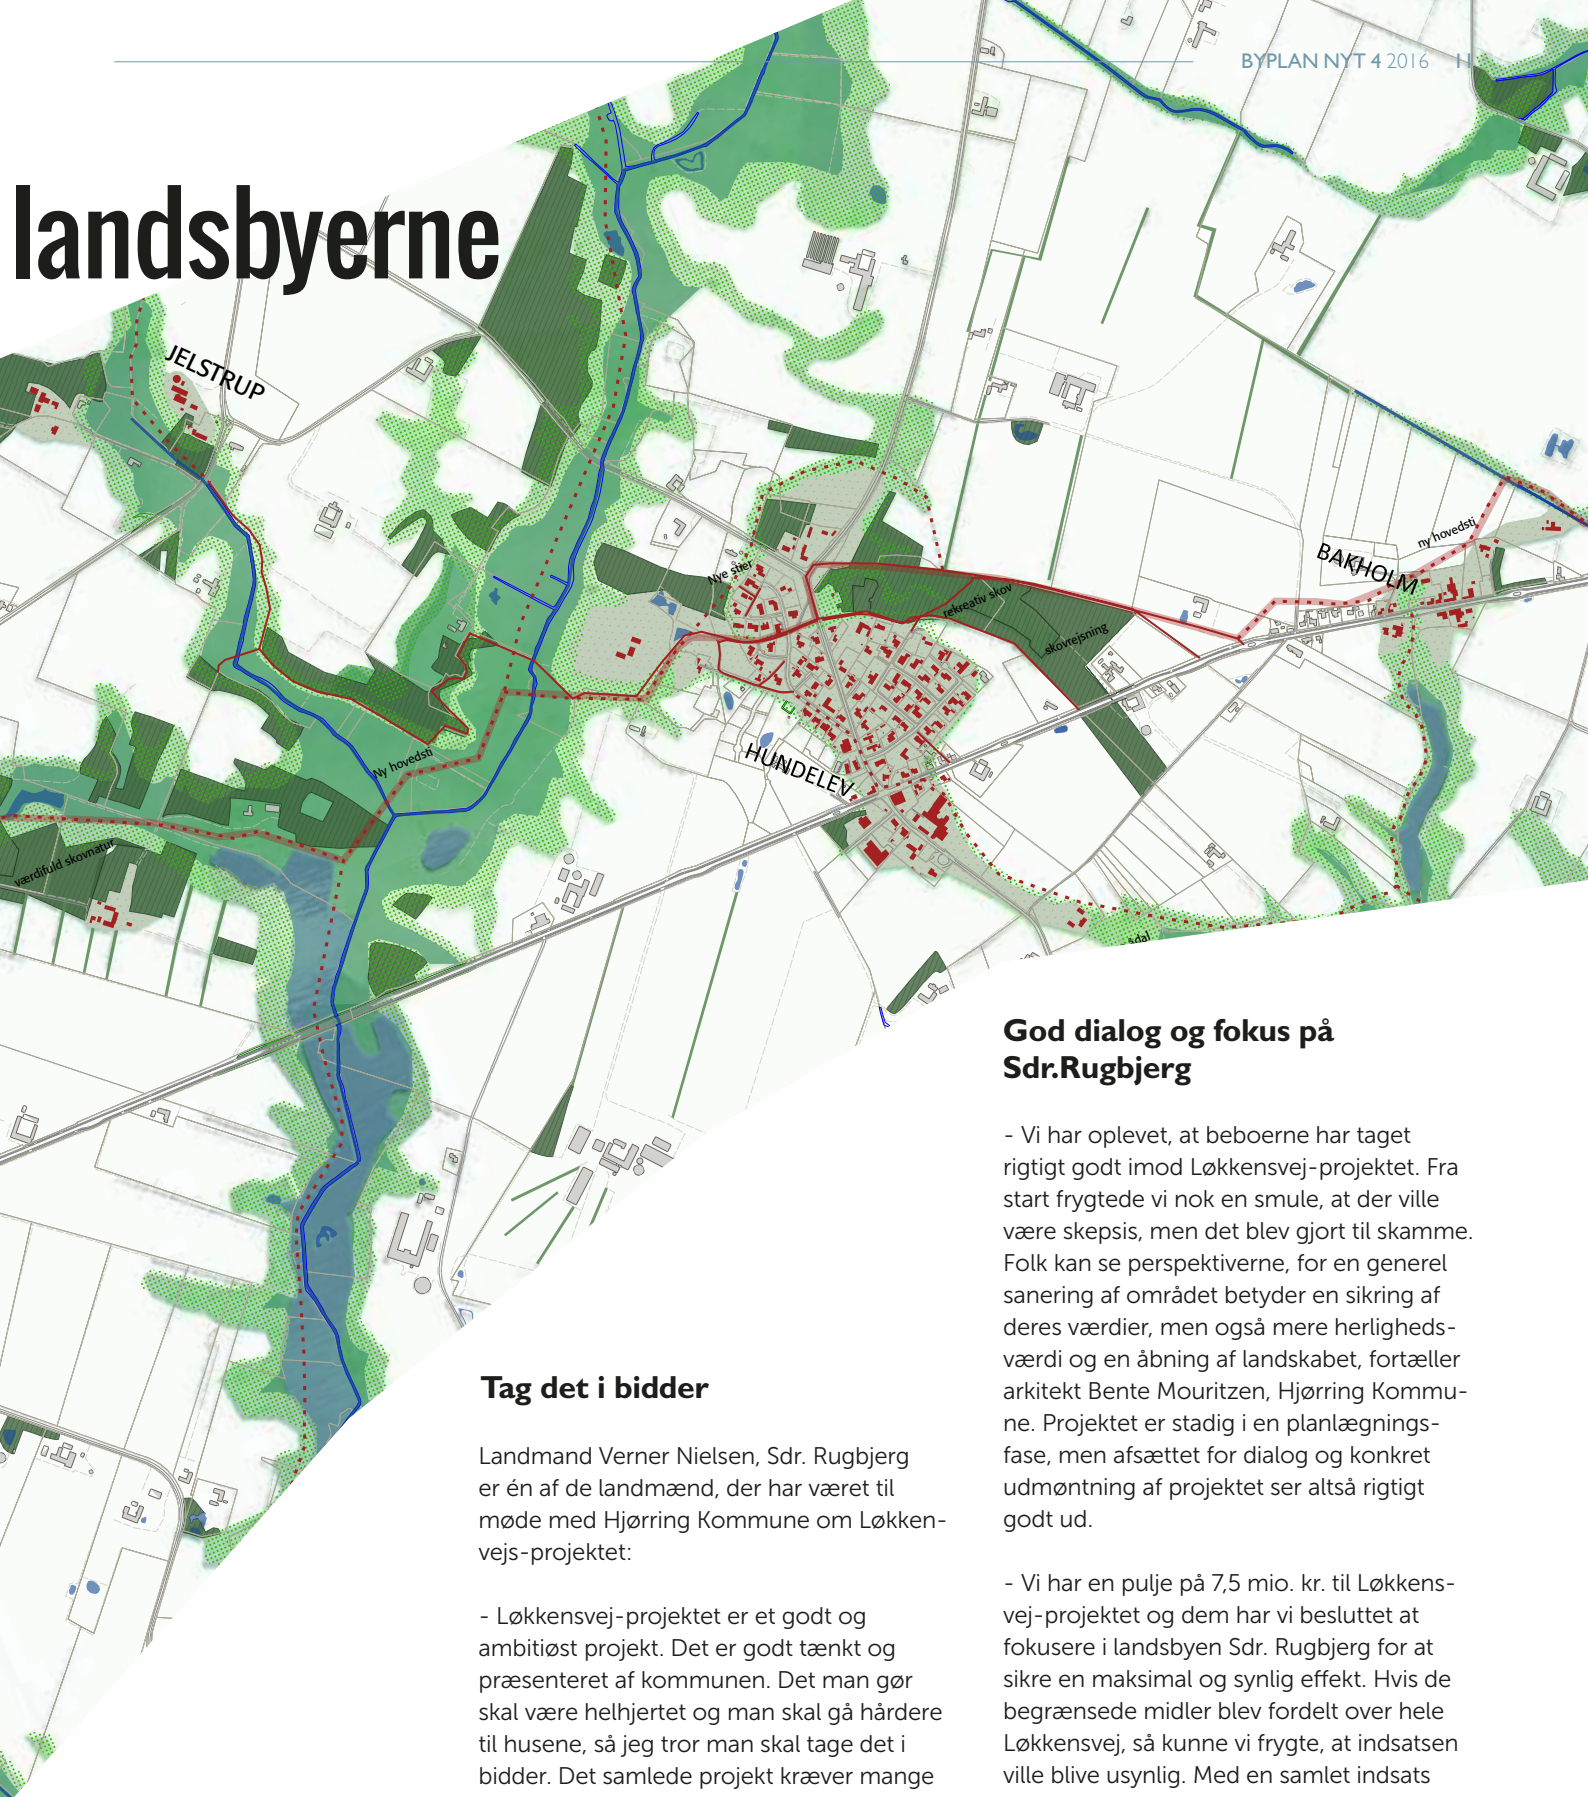 BYPLAN NYT 4 2016 11
landsbyerne
JELSTRUP
Nye stier
rekreativ skov
skovrejsning
BAKHOLM
ny hovedsti
HUNDELEV
Ny hovedsti
værdifuld skovnatur
ådal
Tag det i bidder
Landmand Verner Nielsen, Sdr. Rugbjerg
er én af de landmænd, der har været til
møde med Hjørring Kommune om Løkken-
vejs-projektet:
- Løkkensvej-projektet er et godt og
ambitiøst projekt. Det er godt tænkt og
præsenteret af kommunen. Det man gør
skal være helhjertet og man skal gå hårdere
til husene, så jeg tror man skal tage det i
bidder. Det samlede projekt kræver mange
God dialog og fokus på
Sdr.Rugbjerg
- Vi har oplevet, at beboerne har taget
rigtigt godt imod Løkkensvej-projektet. Fra
start frygtede vi nok en smule, at der ville
være skepsis, men det blev gjort til skamme.
Folk kan se perspektiverne, for en generel
sanering af området betyder en sikring af
deres værdier, men også mere herligheds-
værdi og en åbning af landskabet, fortæller
arkitekt Bente Mouritzen, Hjørring Kommu-
ne. Projektet er stadig i en planlægnings-
fase, men afsættet for dialog og konkret
udmøntning af projektet ser altså rigtigt
godt ud.
- Vi har en pulje på 7,5 mio. kr. til Løkkens-
vej-projektet og dem har vi besluttet at
fokusere i landsbyen Sdr. Rugbjerg for at
sikre en maksimal og synlig effekt. Hvis de
begrænsede midler blev fordelt over hele
Løkkensvej, så kunne vi frygte, at indsatsen
ville blive usynlig. Med en samlet indsats